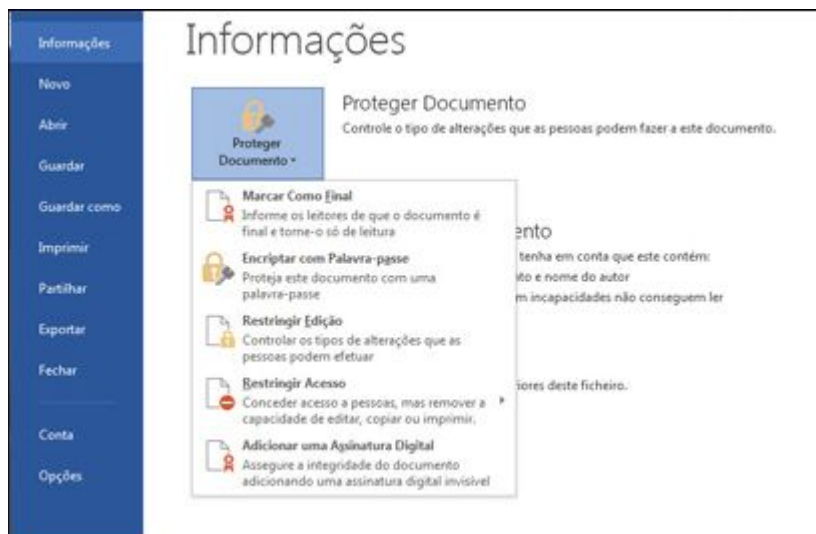 Informações
Novo
Abrir
Guardar
Guardar como
Imprimir
Partilhar
Exportar
Fechar
Conta
Opções
Informações
Proteger Documento
Proteger Documento
Controle o tipo de alterações que as pessoas podem fazer a este documento.
Marcar Como Final
Informe os leitores de que o documento é
final e torne-o só de leitura
Encriptar com Palavra-passe
Proteja este documento com uma
palavra-passe
Restringir Edição
Controlar os tipos de alterações que as
pessoas podem efetuar
Restringir Acesso
Conceder acesso a pessoas, mas remover a
capacidade de editar, copiar ou imprimir.
Adicionar uma Assinatura Digital
Assegure a integridade do documento
adicionando uma assinatura digital invisível
ento
tenha em conta que este contém:
to e nome do autor
m incapacidades não conseguem ler
iores deste ficheiro.